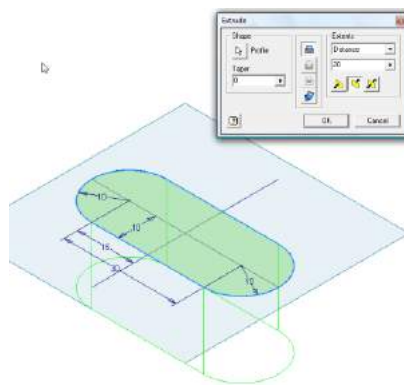 Extrude
Shape
Extents
Profile
Distance
Taper
20
0
OK
Cancel
10
10
15
30
10